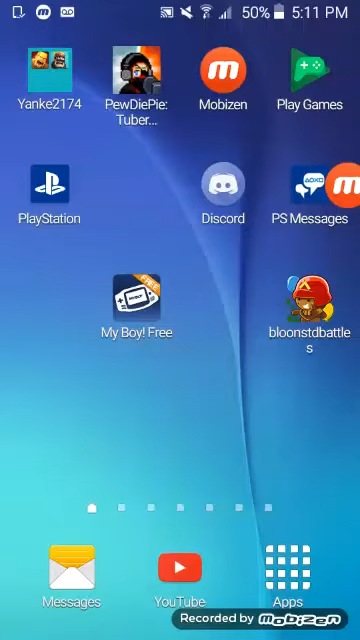 50% 5:11 PM
Yanke2174
PewDiePie:
Tuber...
Mobizen
Play Games
PlayStation
Discord
PS Messages
FREE
My Boy! Free
bloonstdbattle
s
Messages
YouTube
Apps
Recorded by mobizen